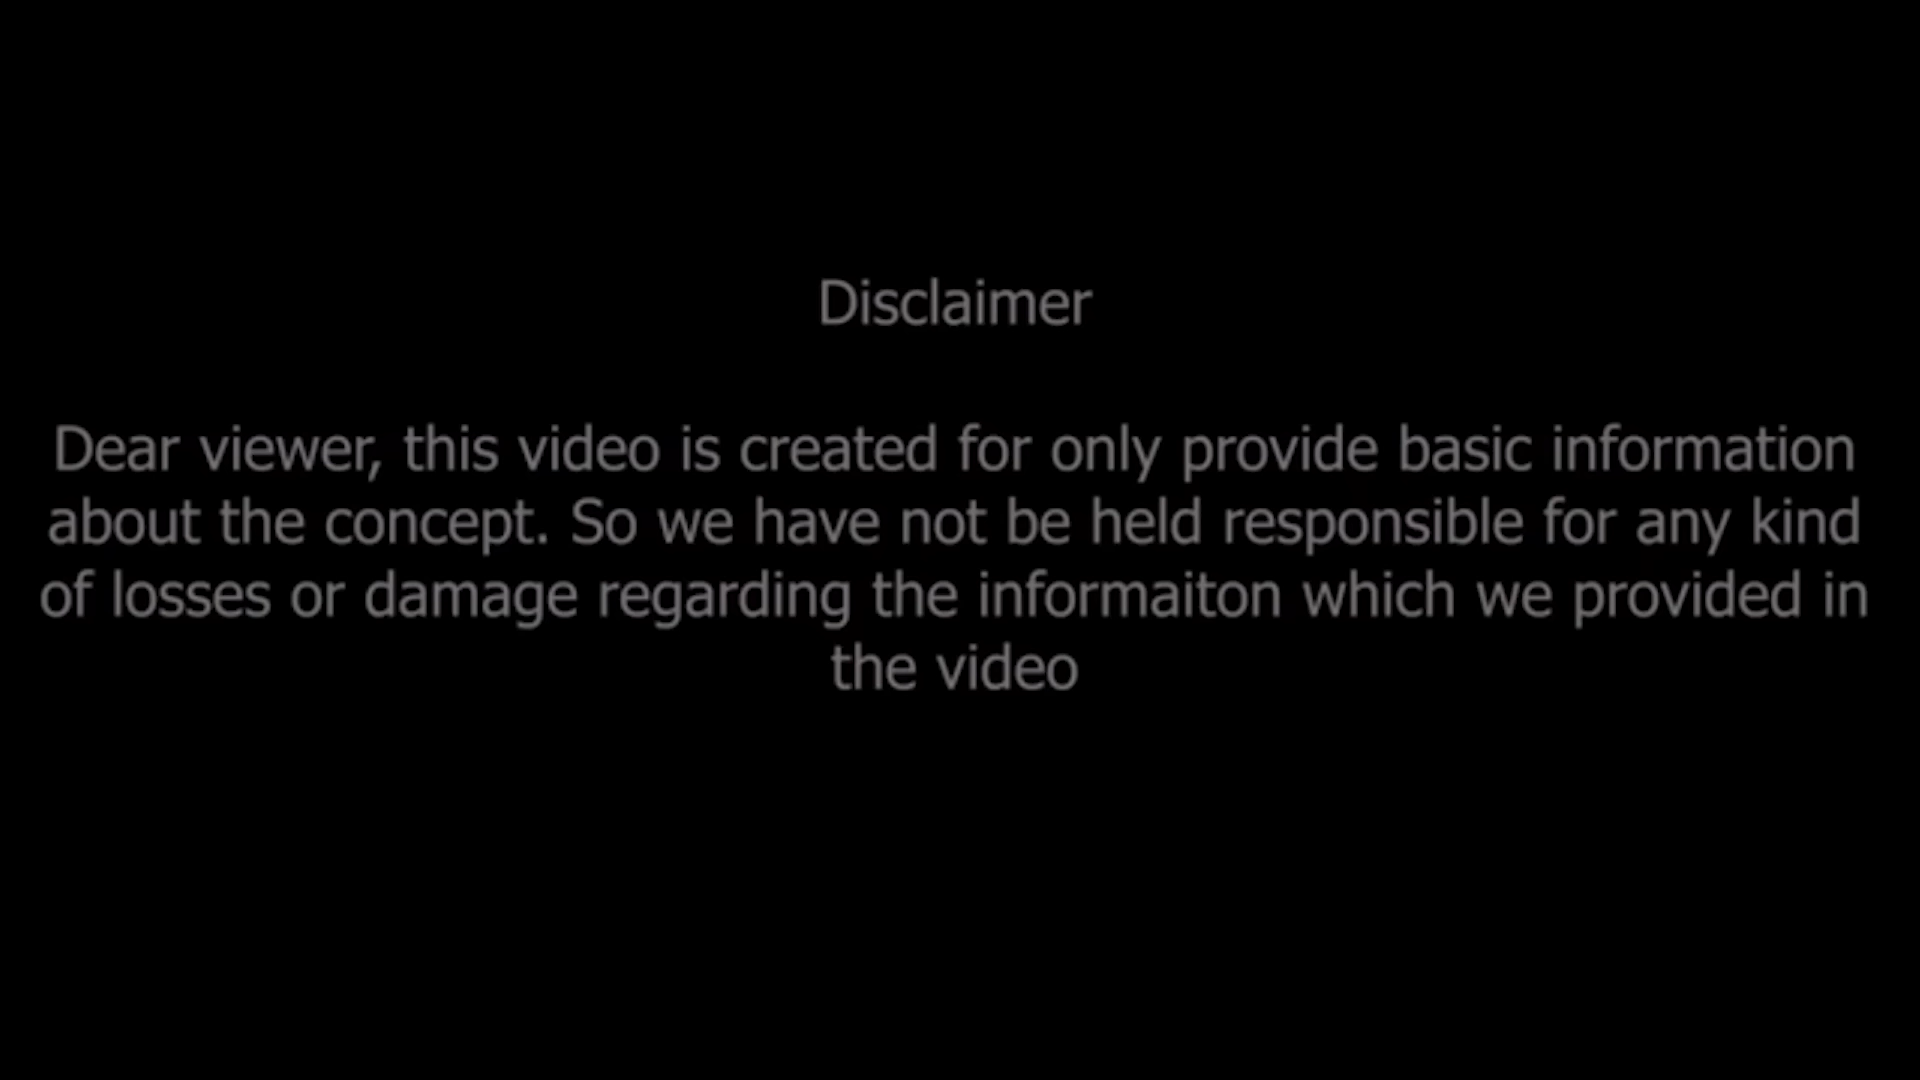 Disclaimer
Dear viewer, this video is created for only provide basic information
about the concept. So we have not be held responsible for any kind
of losses or damage regarding the informaiton which we provided in
the video